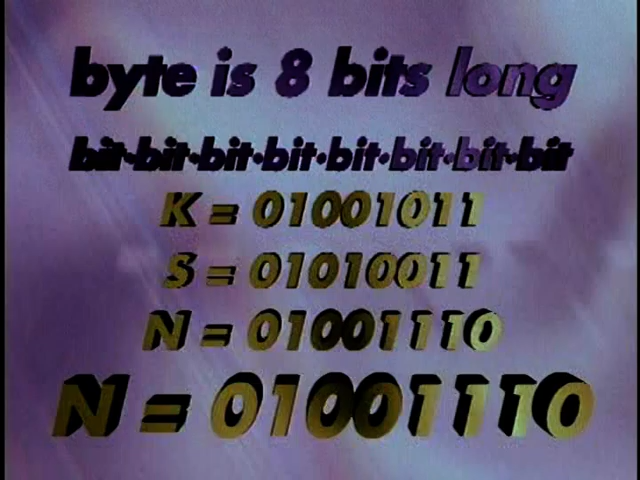 byte is 8 bits long
bit·bit·bit·bit·bit·bit·bit·bit
K = 01001011
S = 01010011
N = 01001110
N = 01001110